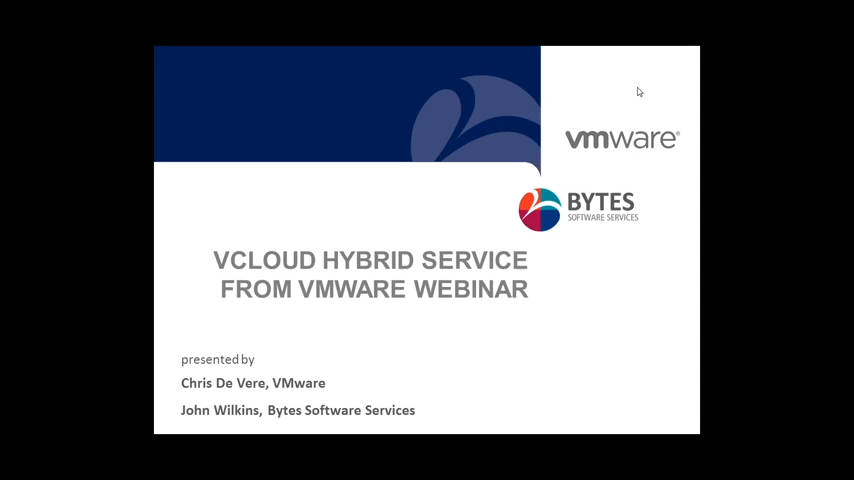 vmware®
BYTES
SOFTWARE SERVICES
VCLOUD HYBRID SERVICE
FROM VMWARE WEBINAR
presented by
Chris De Vere, VMware
John Wilkins, Bytes Software Services